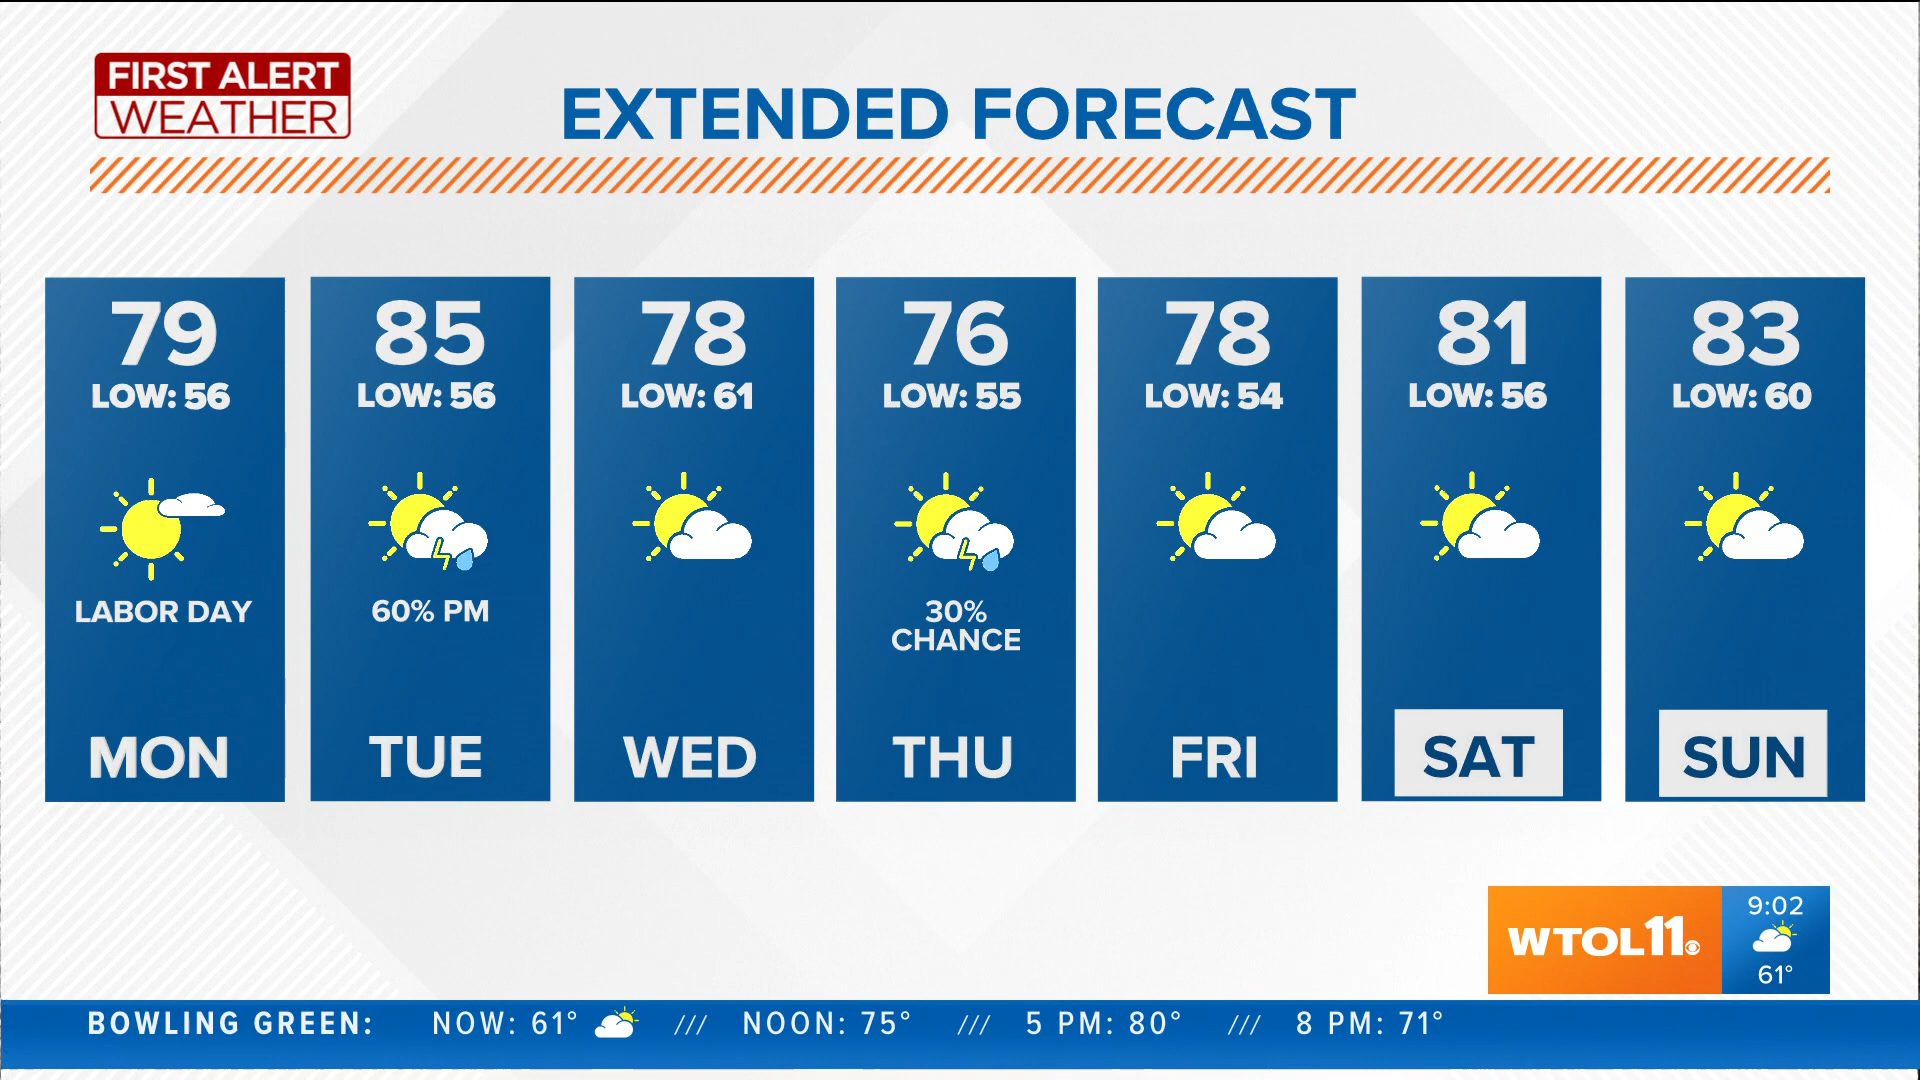 FIRST ALERT
WEATHER
EXTENDED FORECAST
79
LOW: 56
LABOR DAY
MON
85
LOW: 56
60% PM
TUE
78
LOW: 61
WED
76
LOW: 55
30%
CHANCE
THU
78
LOW: 54
FRI
81
LOW: 56
SAT
83
LOW: 60
SUN
WTOL11
9:02
61°
BOWLING GREEN: NOW: 61° /// NOON: 75° /// 5 PM: 80° /// 8 PM: 71°